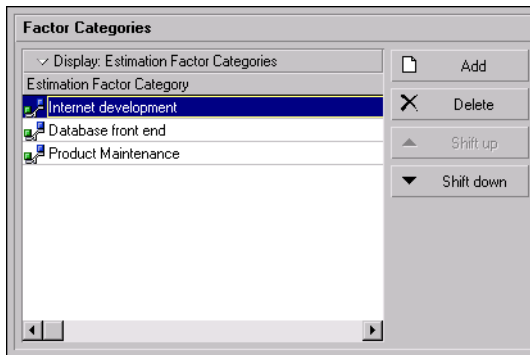 Factor Categories
Display: Estimation Factor Categories
Estimation Factor Category
Internet development
Database front end
Product Maintenance
Add
Delete
Shift up
Shift down